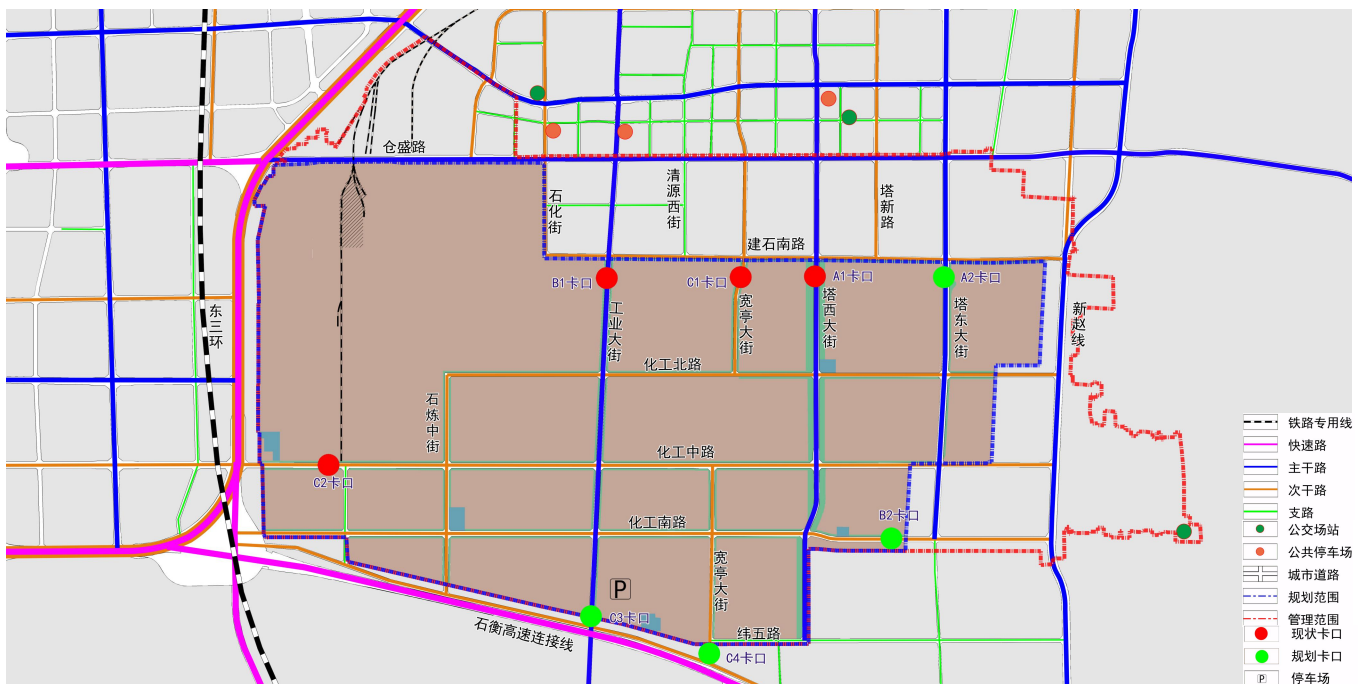 仓盛路
石化街
清源西街
塔新路
建石南路
B1卡口
C1卡口
A1卡口
A2卡口
东三环
工业大街
宽亭大街
塔西大街
塔东大街
新赵线
化工北路
石炼中街
化工中路
C2卡口
化工南路
B2卡口
宽亭大街
P
C3卡口
石衡高速连接线
纬五路
C4卡口
铁路专用线
快速路
主干路
次干路
支路
公交场站
公共停车场
城市道路
规划范围
管理范围
现状卡口
规划卡口
P 停车场